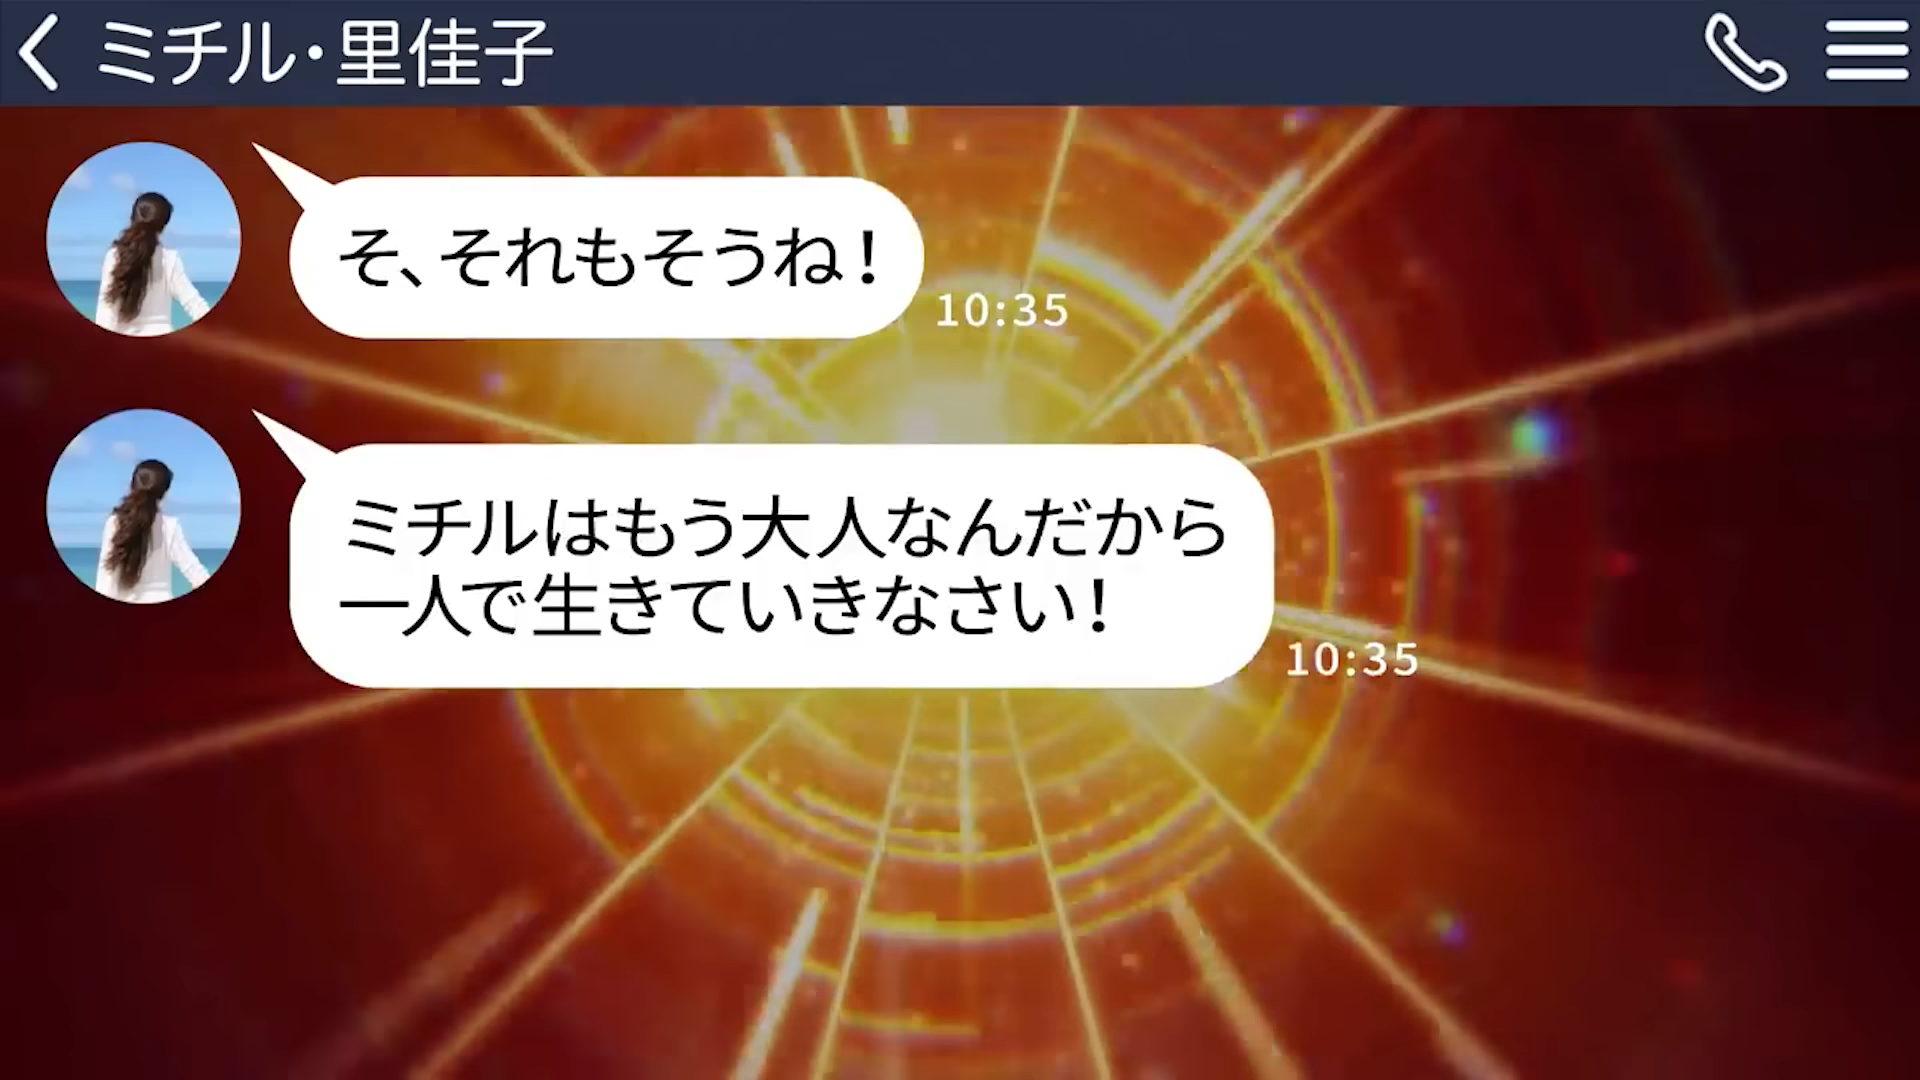 ミチル・里佳子
そ、それもそうね！
10:35
ミチルはもう大人なんだから
一人で生きていきなさい！
10:35